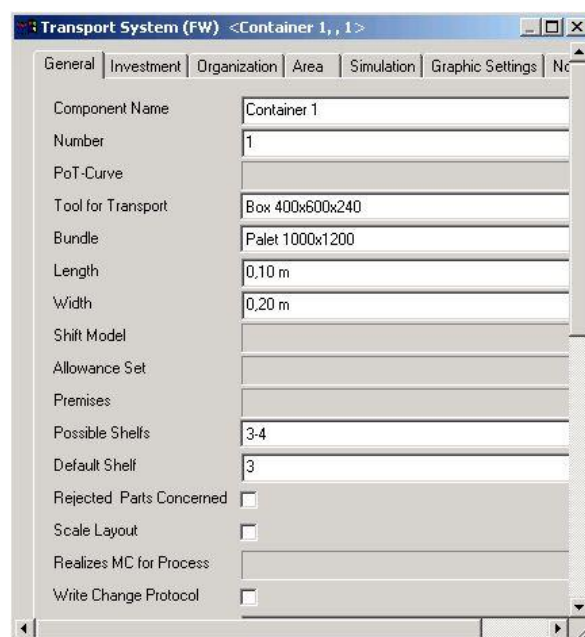 Transport System (FW) <Container 1, , 1>
General Investment Organization Area Simulation Graphic Settings No
Component Name Container 1
Number 1
PoT-Curve
Tool for Transport Box 400x600x240
Bundle Palet 1000x1200
Length 0,10 m
Width 0,20 m
Shift Model
Allowance Set
Premises
Possible Shelfs 3-4
Default Shelf 3
Rejected Parts Concerned
Scale Layout
Realizes MC for Process
Write Change Protocol